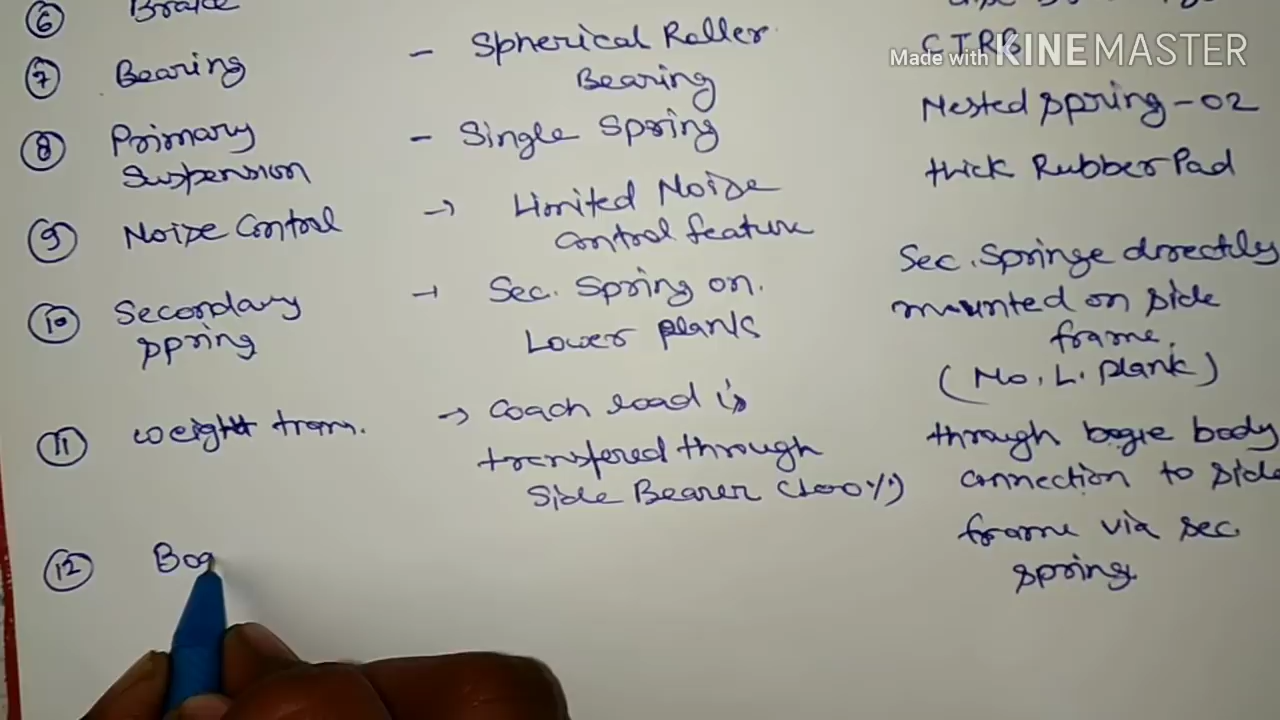 6 Brake
7 Bearing - Spherical Roller Bearing CTRB
Made with KINEMASTER
8 Primary Suspension - Single Spring Nested spring-02
9 Noise Control → Limited Noise control feature thick Rubber Pad
10 Secondary spring → Sec. Spring on. Lower plank Sec. Springe directly mounted on side frame. (No. L. plank)
11 weight tram. → Coach load is transfered through Side Bearer (100%) through bogie body connection to side frame via sec. spring
12 Bog